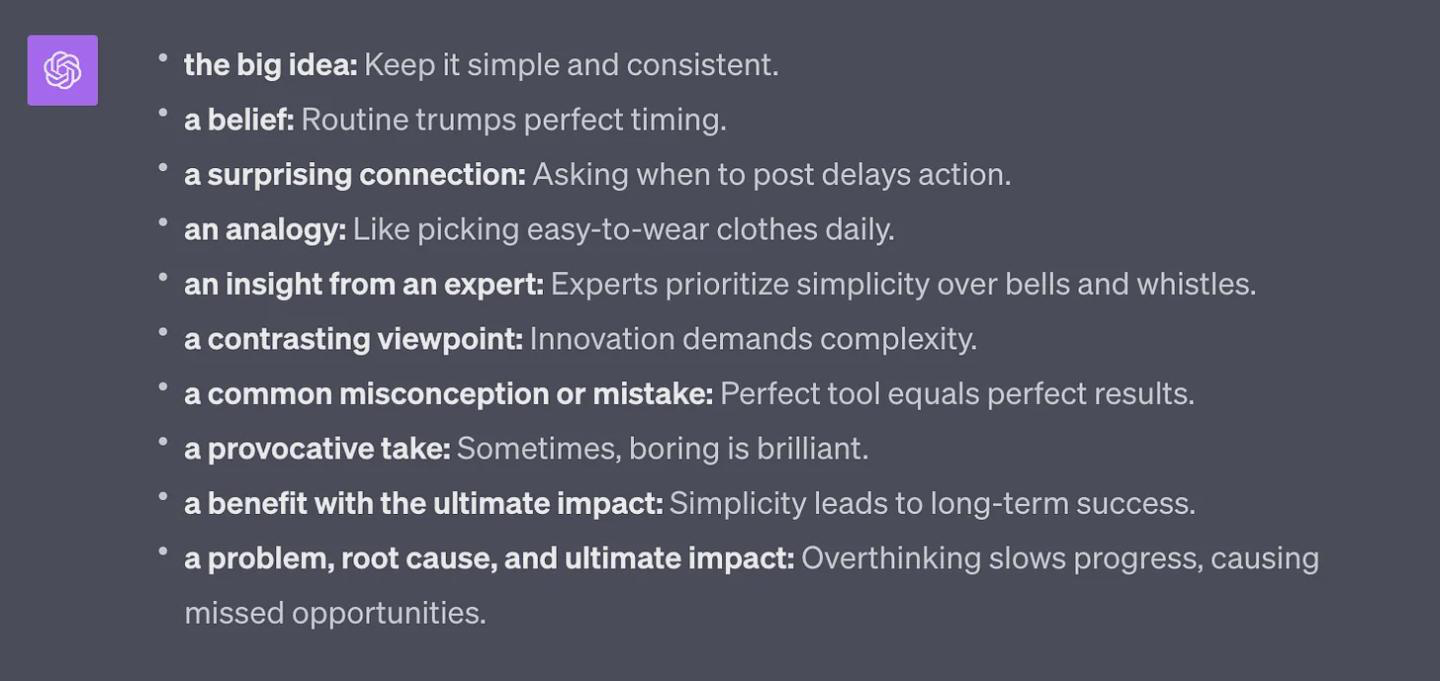 • the big idea: Keep it simple and consistent.
• a belief: Routine trumps perfect timing.
• a surprising connection: Asking when to post delays action.
• an analogy: Like picking easy-to-wear clothes daily.
• an insight from an expert: Experts prioritize simplicity over bells and whistles.
• a contrasting viewpoint: Innovation demands complexity.
• a common misconception or mistake: Perfect tool equals perfect results.
• a provocative take: Sometimes, boring is brilliant.
• a benefit with the ultimate impact: Simplicity leads to long-term success.
• a problem, root cause, and ultimate impact: Overthinking slows progress, causing
missed opportunities.